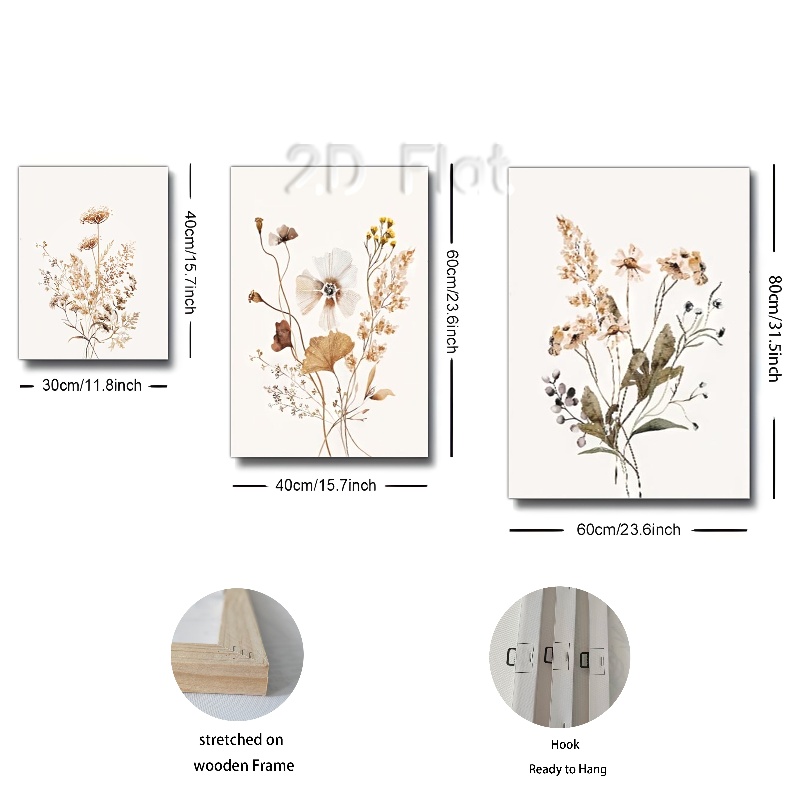 2D Flat
40cm/15.7inch
30cm/11.8inch
60cm/23.6inch
40cm/15.7inch
80cm/31.5inch
60cm/23.6inch
stretched on
wooden Frame
Hook
Ready to Hang